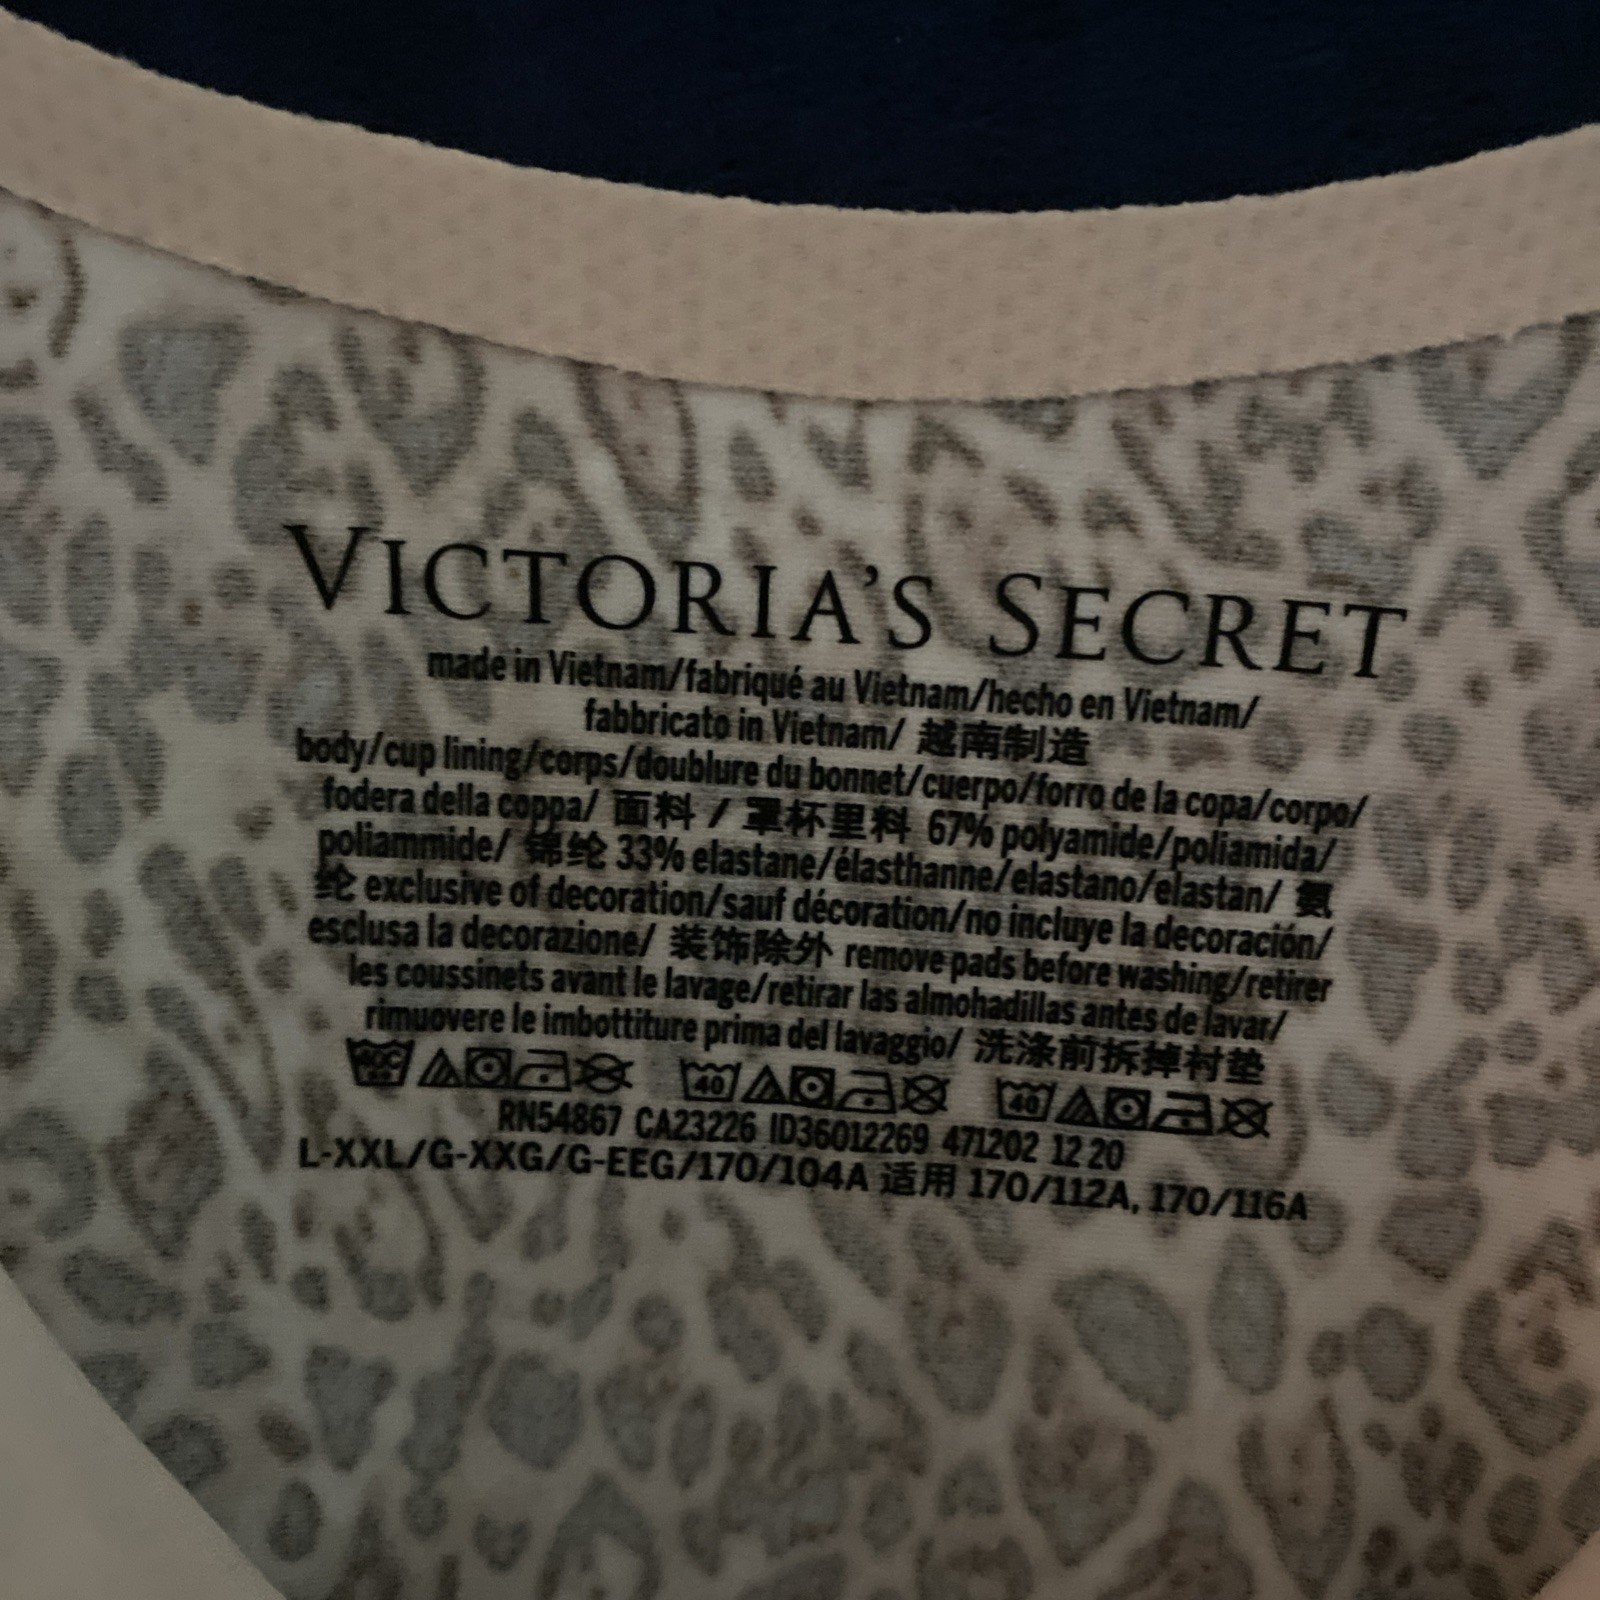 VICTORIA'S SECRET
made in Vietnam/fabriqué au Vietnam/hecho en Vietnam/
fabbricato in Vietnam/ 越南制造
body/cup lining/corps/doublure du bonnet/cuerpo/forro de la copa/corpo/
fodera della coppa/ 面料 / 罩杯里料 67% polyamide/poliamida/
poliammide/ 锦纶 33% elastane/élasthanne/elastano/elastan/ 氨
纶 exclusive of decoration/sauf décoration/no incluye la decoración/
esclusa la decorazione/ 装饰除外 remove pads before washing/retirer
les coussinets avant le lavage/retirar las almohadillas antes de lavar/
rimuovere le imbottiture prima del lavaggio/ 洗涤前拆掉衬垫
40 40
RN54867 CA23226 ID36012269 471202 12 20
L-XXL/G-XXG/G-EEG/170/104A 适用 170/112A, 170/116A